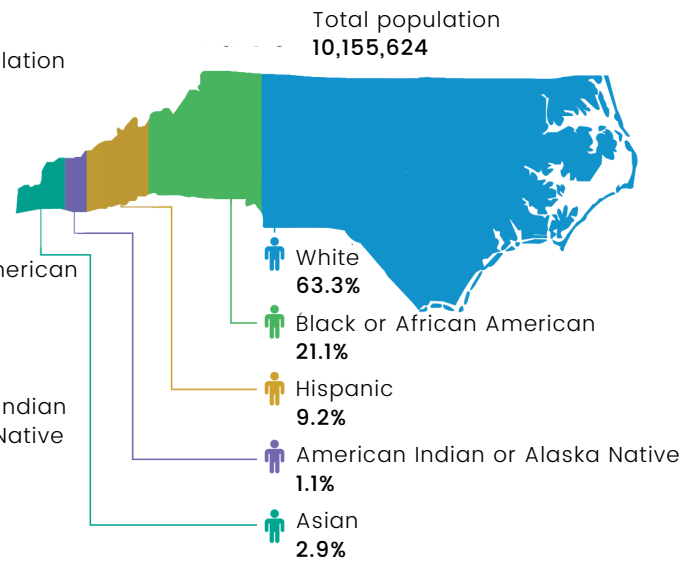 Total population
10,155,624
lation
White
63.3%
nerican
Black or African American
21.1%
Hispanic
9.2%
ndian
Native
American Indian or Alaska Native
1.1%
Asian
2.9%